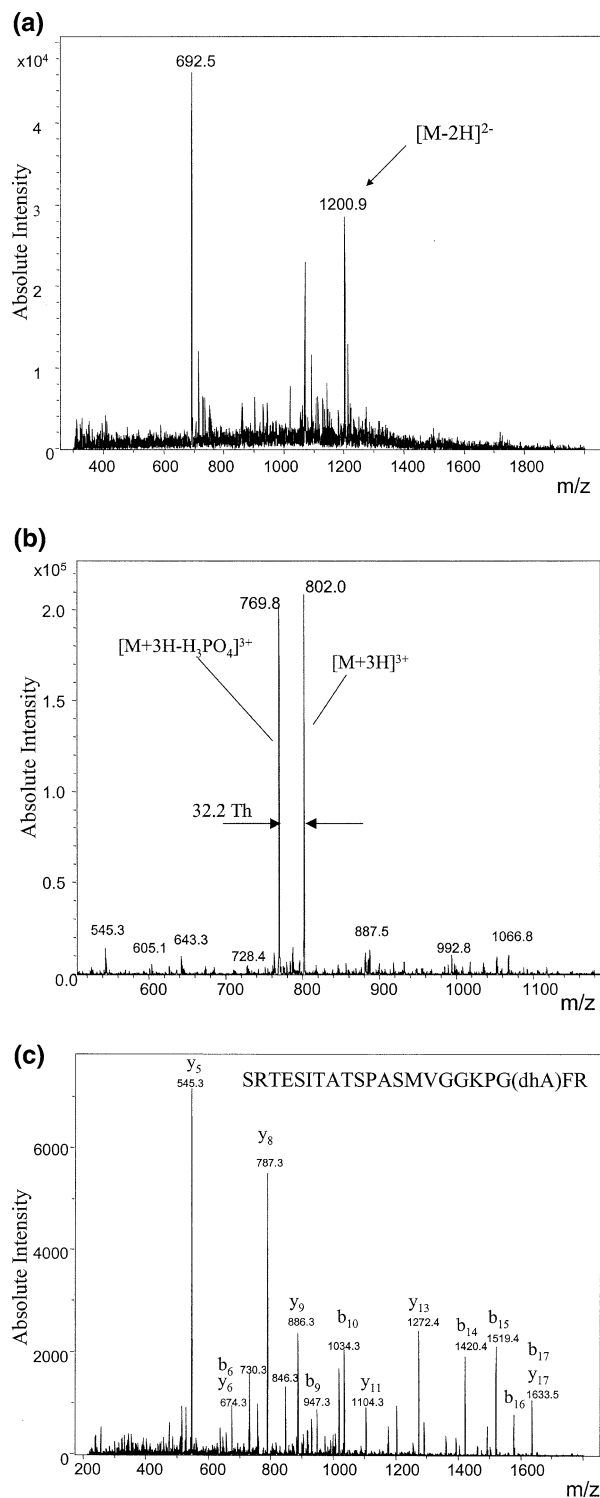 (a)
x10⁴
692.5
[M-2H]²⁻
4
3
1200.9
2
1
0
Absolute Intensity
400 600 800 1000 1200 1400 1600 1800
m/z
(b)
x10⁵
802.0
769.8
2.0
[M+3H-H₃PO₄]³⁺
[M+3H]³⁺
1.5
1.0
32.2 Th
0.5
545.3
605.1
643.3
728.4
887.5
992.8
1066.8
0.0
Absolute Intensity
600 700 800 900 1000 1100
m/z
(c)
y₅
545.3
SRTESITATSPASMVGGKPG(dhA)FR
y₈
787.3
6000
4000
y₉
886.3
b₁₀
1034.3
y₁₃
1272.4
b₁₅
1519.4
b₁₄
1420.4
2000
b₆
y₆
674.3
730.3
846.3
b₉
947.3
y₁₁
1104.3
b₁₆
b₁₇
y₁₇
1633.5
0
Absolute Intensity
200 400 600 800 1000 1200 1400 1600
m/z